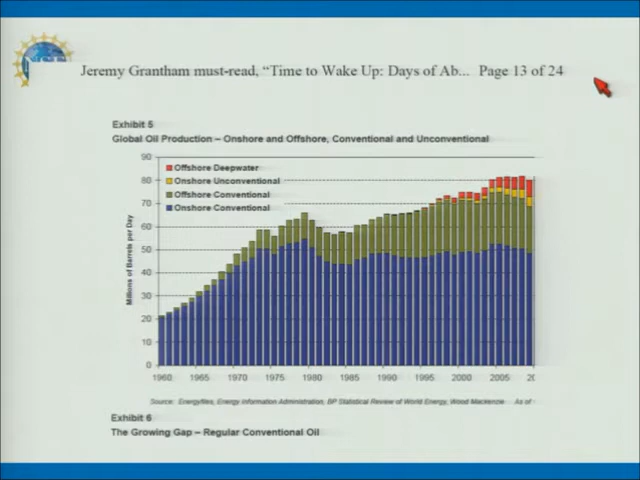 Jeremy Grantham must-read, “Time to Wake Up: Days of Ab... Page 13 of 24
Exhibit 5
Global Oil Production – Onshore and Offshore, Conventional and Unconventional
90
80
70
60
50
40
30
20
10
0
Millions of Barrels per Day
Offshore Deepwater
Onshore Unconventional
Offshore Conventional
Onshore Conventional
1960 1965 1970 1975 1980 1985 1990 1995 2000 2005 20
Source: Energyfiles, Energy Information Administration, BP Statistical Review of World Energy, Wood Mackenzie As of
Exhibit 6
The Growing Gap – Regular Conventional Oil